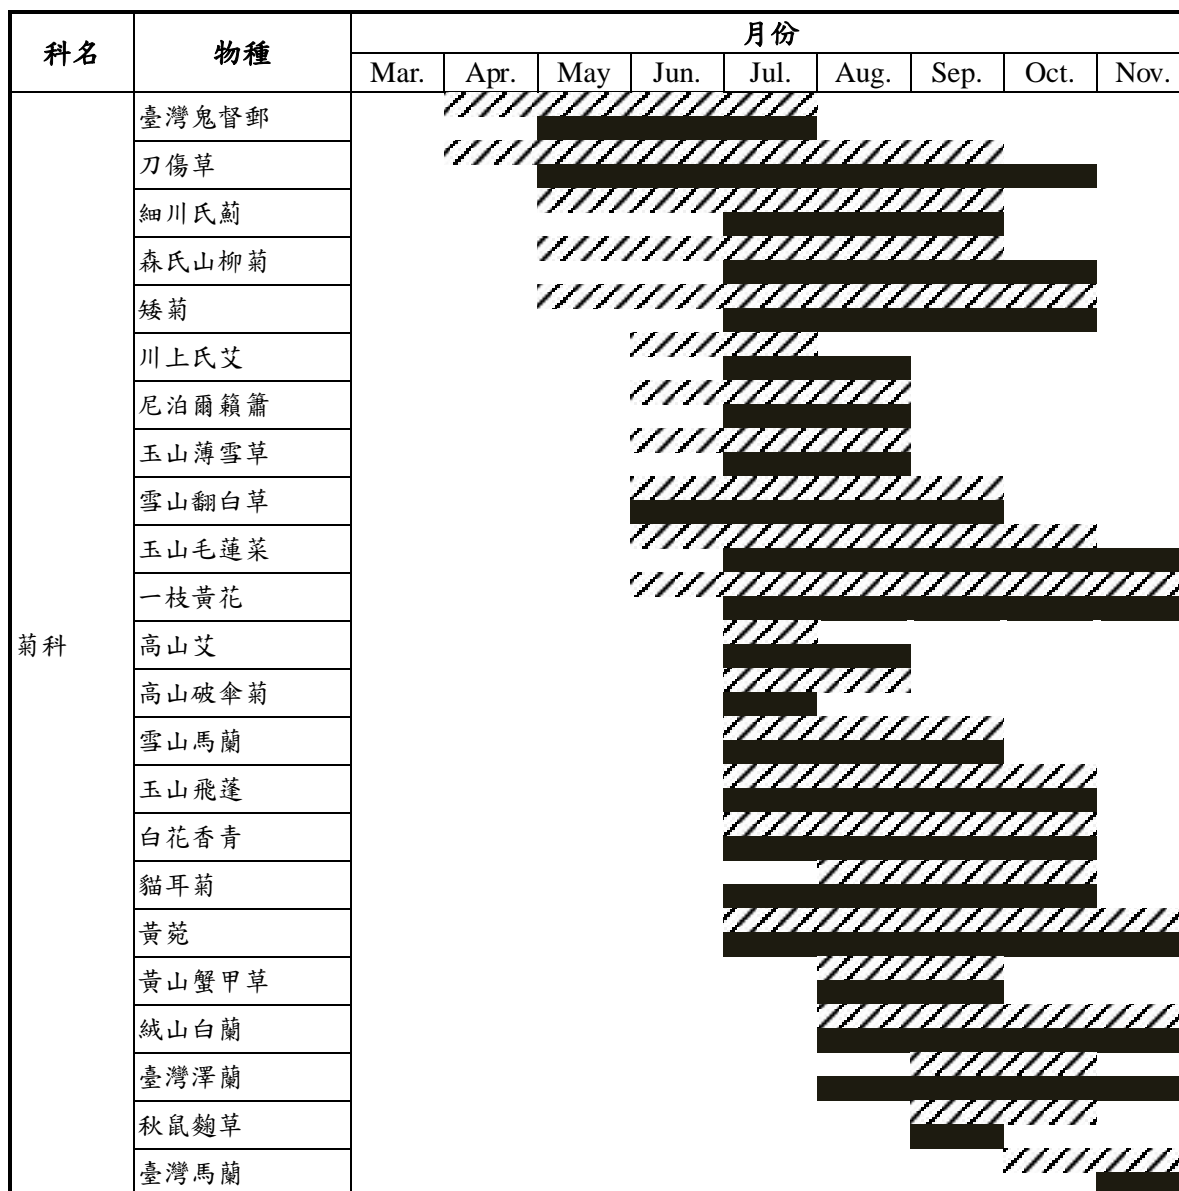 科名 物種 月份
Mar. Apr. May Jun. Jul. Aug. Sep. Oct. Nov.
菊科
臺灣鬼督郵
刀傷草
細川氏薊
森氏山柳菊
矮菊
川上氏艾
尼泊爾籟簫
玉山薄雪草
雪山翻白草
玉山毛蓮菜
一枝黃花
高山艾
高山破傘菊
雪山馬蘭
玉山飛蓬
白花香青
貓耳菊
黃菀
黃山蟹甲草
絨山白蘭
臺灣澤蘭
秋鼠麴草
臺灣馬蘭